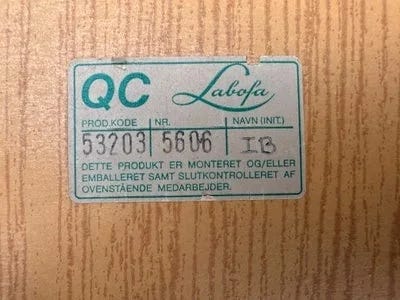 QC Labofa
PROD.KODE NR. NAVN (INIT.)
53203 5606 IB
DETTE PRODUKT ER MONTERET OG/ELLER
EMBALLERET SAMT SLUTKONTROLLERET AF
OVENSTÅENDE MEDARBEJDER.